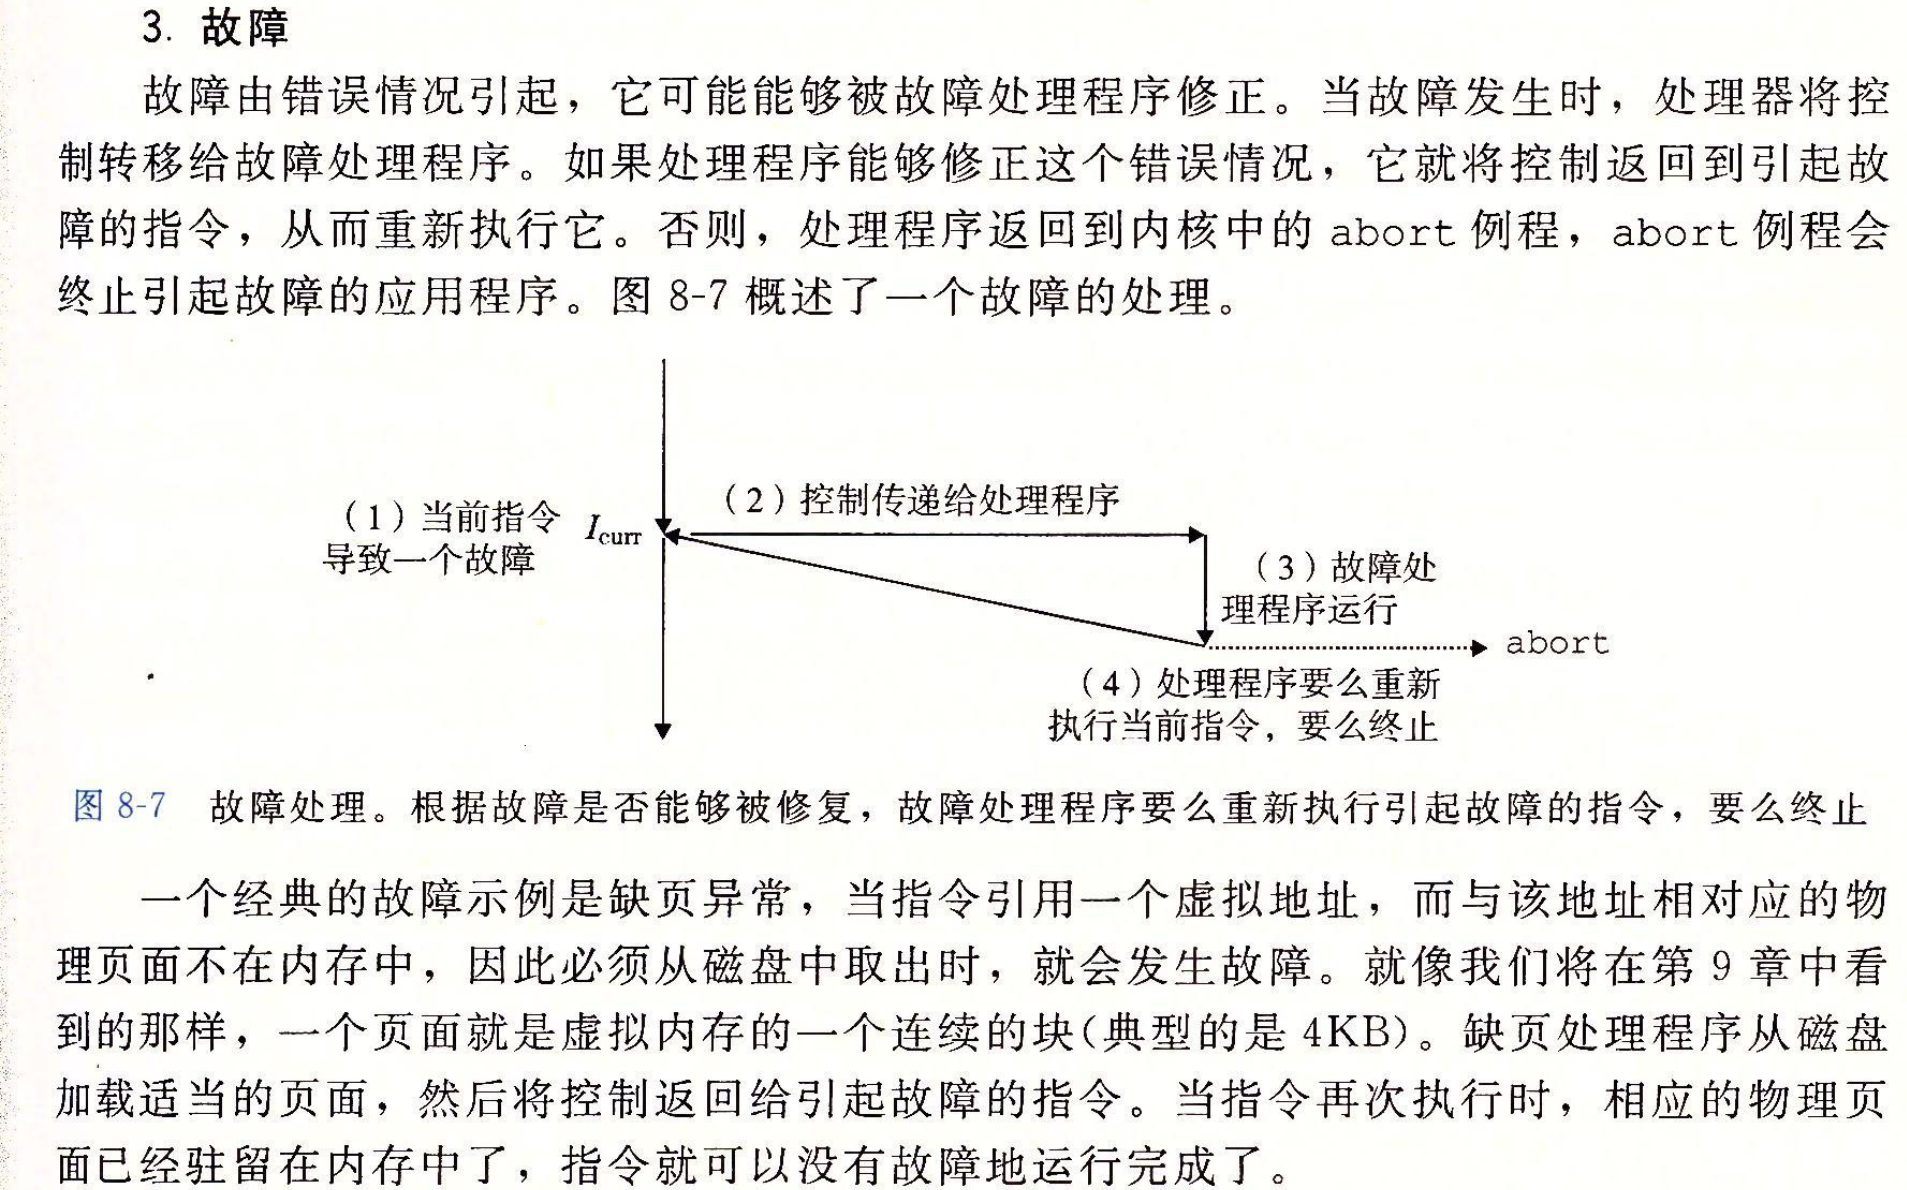 3. 故障
故障由错误情况引起，它可能能够被故障处理程序修正。当故障发生时，处理器将控
制转移给故障处理程序。如果处理程序能够修正这个错误情况，它就将控制返回到引起故
障的指令，从而重新执行它。否则，处理程序返回到内核中的 abort 例程，abort 例程会
终止引起故障的应用程序。图 8-7 概述了一个故障的处理。
（1）当前指令
导致一个故障
Icurr
（2）控制传递给处理程序
（3）故障处
理程序运行
abort
（4）处理程序要么重新
执行当前指令，要么终止
图 8-7 故障处理。根据故障是否能够被修复，故障处理程序要么重新执行引起故障的指令，要么终止
一个经典的故障示例是缺页异常，当指令引用一个虚拟地址，而与该地址相对应的物
理页面不在内存中，因此必须从磁盘中取出时，就会发生故障。就像我们将在第 9 章中看
到的那样，一个页面就是虚拟内存的一个连续的块(典型的是 4KB)。缺页处理程序从磁盘
加载适当的页面，然后将控制返回给引起故障的指令。当指令再次执行时，相应的物理页
面已经驻留在内存中了，指令就可以没有故障地运行完成了。